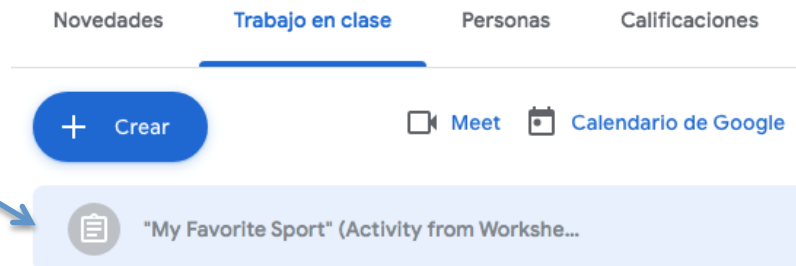 Novedades Trabajo en clase Personas Calificaciones
+ Crear Meet Calendario de Google
"My Favorite Sport" (Activity from Workshe...